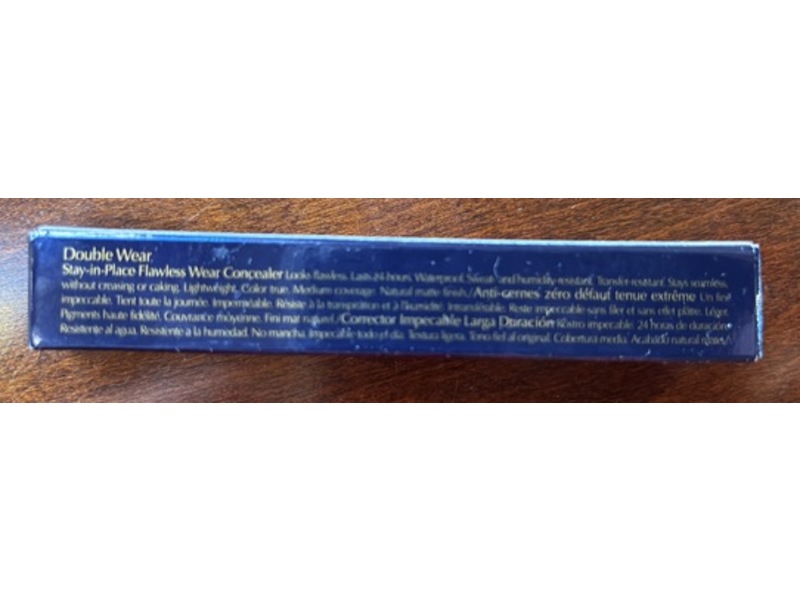 Double Wear
Stay-in-Place Flawless Wear Concealer Looks flawless. Lasts 24 hours. Waterproof. Sweat- and humidity-resistant. Transfer-resistant. Stays seamless,
without creasing or caking. Lightweight. Color true. Medium coverage. Natural matte finish./Anti-cernes zéro défaut tenue extrême Un fini
impeccable. Tient toute la journée. Imperméable. Résiste à la transpiration et à l'humidité. Intransférable. Reste impeccable sans filer et sans effet plâtre. Léger.
Pigments haute fidélité. Couvrance moyenne. Fini mat naturel./Corrector Impecable Larga Duración Rostro impecable. 24 horas de duración.
Resistente al agua. Resistente a la humedad. No mancha. Impecable todo el día. Textura ligera. Tono fiel al original. Cobertura media. Acabado natural mate./